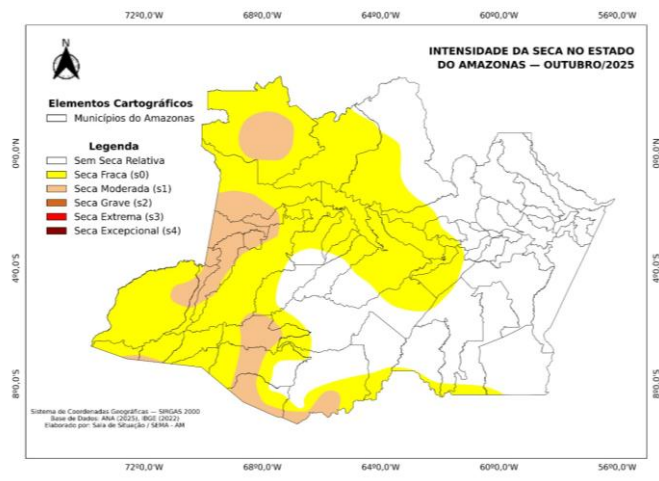 72º0,0'W 68º0,0'W 64º0,0'W 60º0,0'W 56º0,0'W
N
INTENSIDADE DA SECA NO ESTADO
DO AMAZONAS — OUTUBRO/2025
Elementos Cartográficos
Municípios do Amazonas
Legenda
Sem Seca Relativa
Seca Fraca (s0)
Seca Moderada (s1)
Seca Grave (s2)
Seca Extrema (s3)
Seca Excepcional (s4)
0º0,0'N 0º0,0'N
4º0,0'S 4º0,0'S
8º0,0'S 8º0,0'S
Sistema de Coordenadas Geográficas — SIRGAS 2000
Base de Dados: ANA (2025), IBGE (2022)
Elaborado por: Sala de Situação / SEMA - AM
72º0,0'W 68º0,0'W 64º0,0'W 60º0,0'W 56º0,0'W